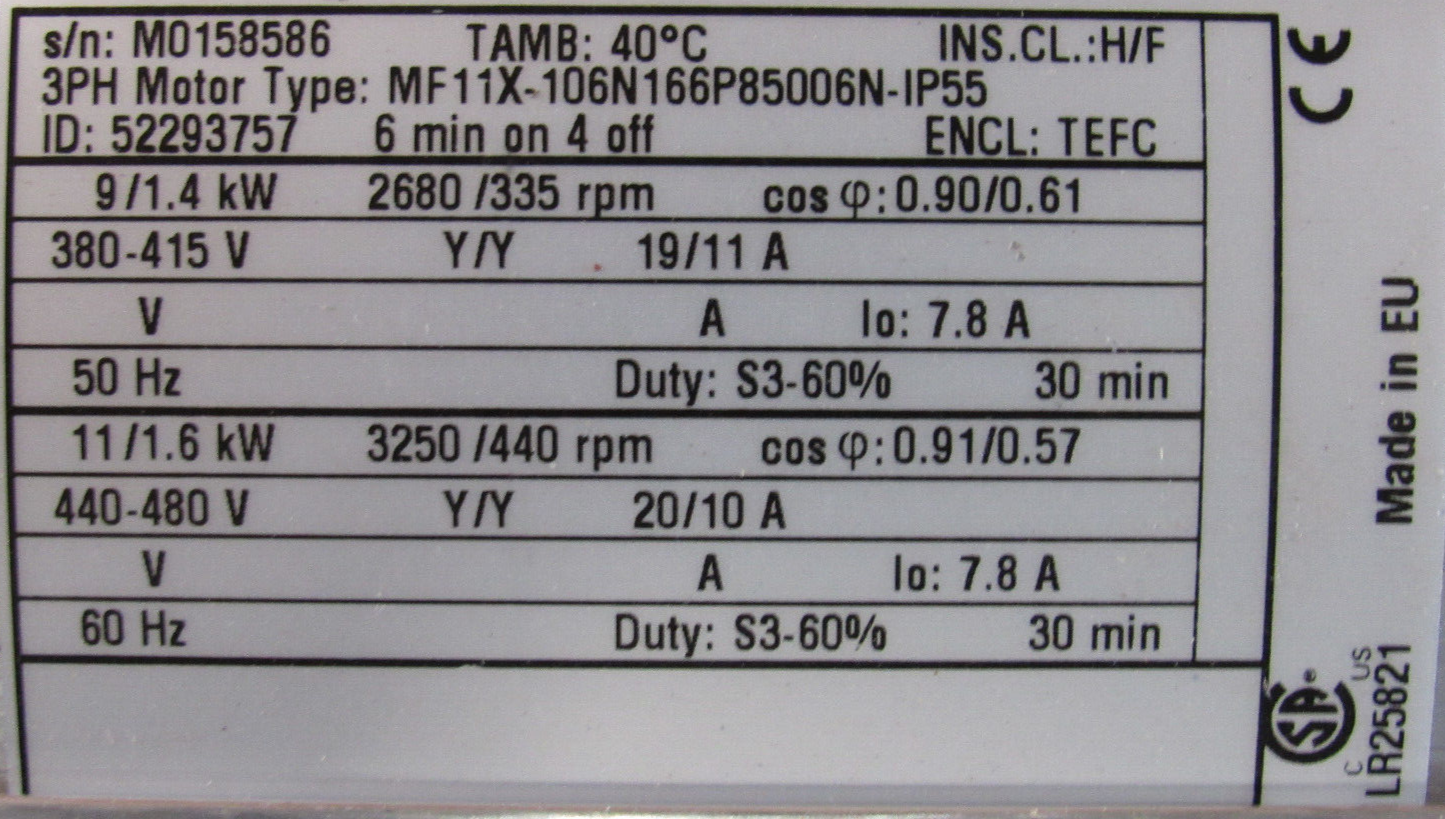 s/n: M0158586 TAMB: 40°C INS.CL.:H/F
3PH Motor Type: MF11X-106N166P85006N-IP55
ID: 52293757 6 min on 4 off ENCL: TEFC
9/1.4 kW 2680/335 rpm cos φ:0.90/0.61
380-415 V Y/Y 19/11 A
V A Io: 7.8 A
50 Hz Duty: S3-60% 30 min
11/1.6 kW 3250/440 rpm cos φ:0.91/0.57
440-480 V Y/Y 20/10 A
V A Io: 7.8 A
60 Hz Duty: S3-60% 30 min
CE
Made in EU
C SA® US
LR25821